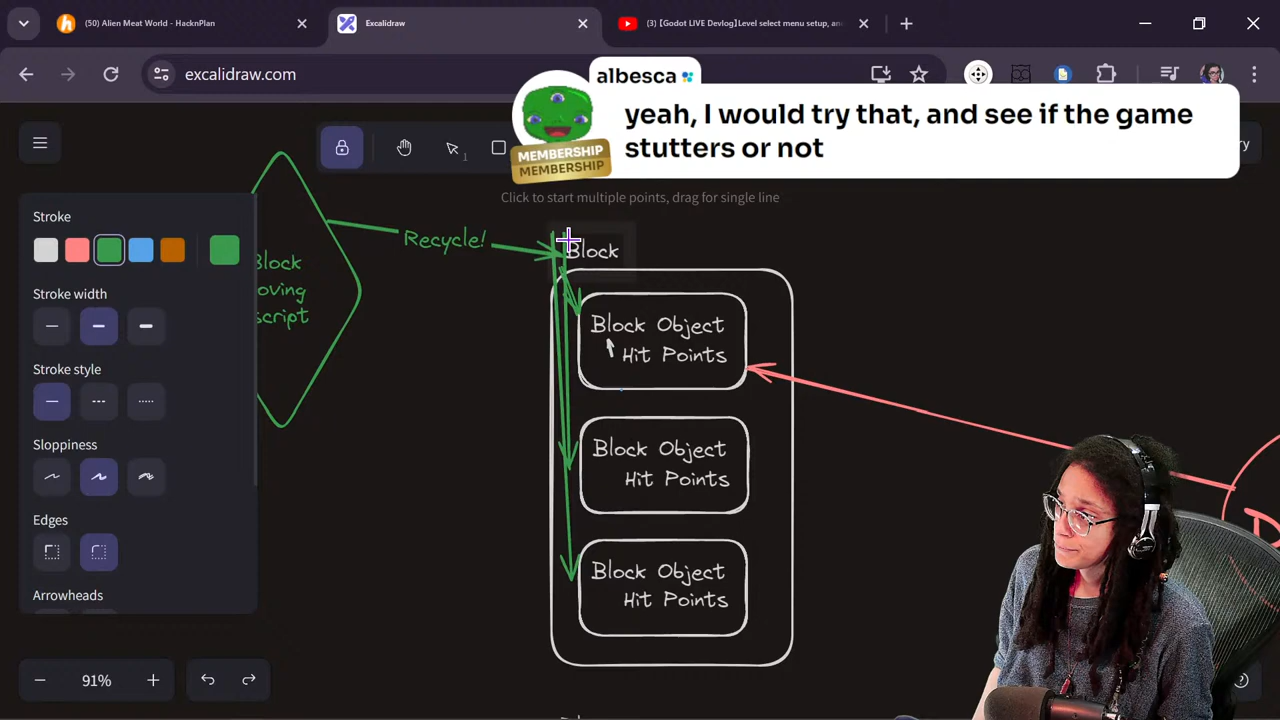 (50) Alien Meat World - HacknPlan
Excalidraw
(3) [Godot LIVE Devlog]Level select menu setup, an
excalidraw.com
albesca
yeah, I would try that, and see if the game
stutters or not
MEMBERSHIP
MEMBERSHIP
1
ry
Click to start multiple points, drag for single line
Stroke
Stroke width
Stroke style
Sloppiness
Edges
Arrowheads
Block
oving
script
Recycle!
Block
Block Object
Hit Points
Block Object
Hit Points
Block Object
Hit Points
91%